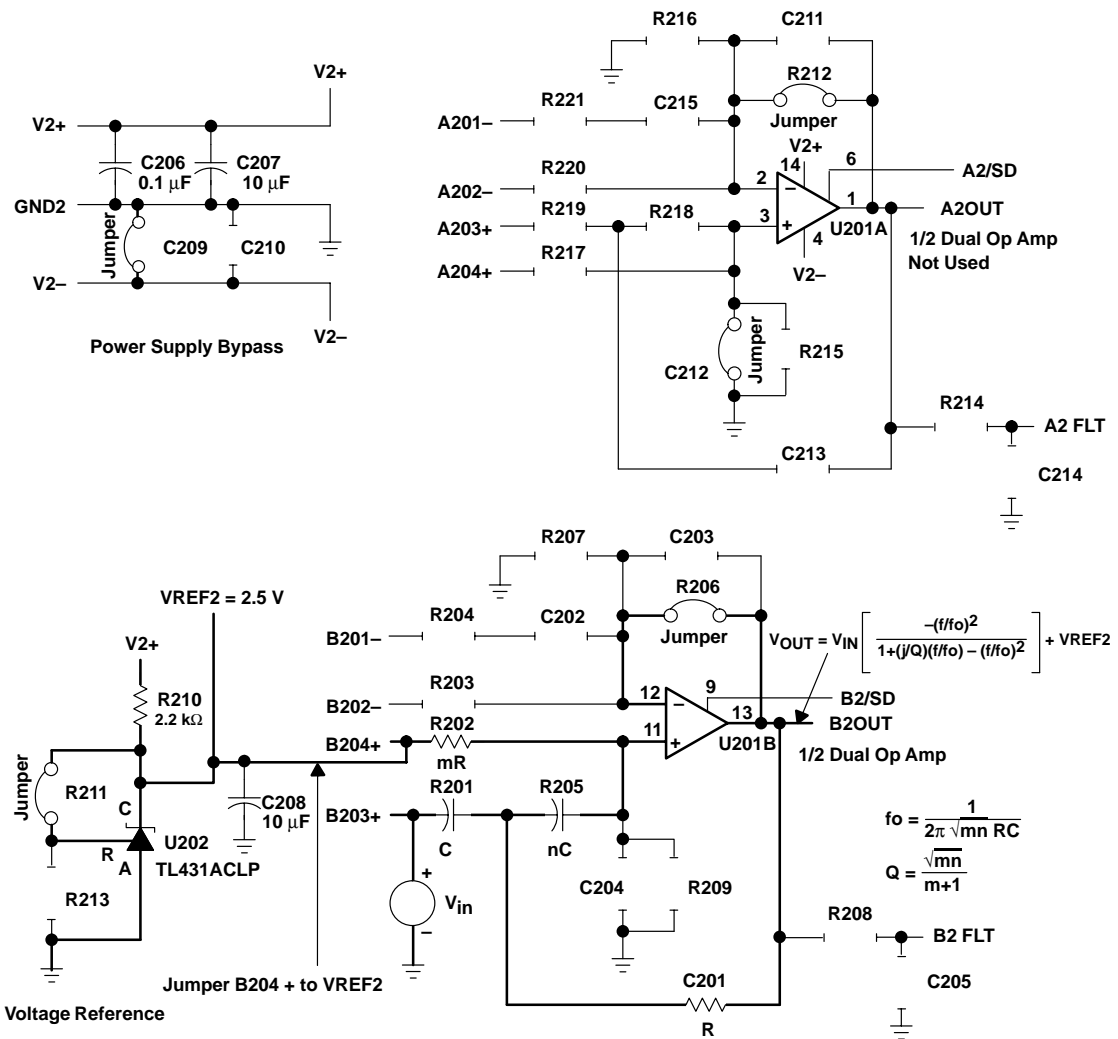 V2+
V2+
C206
0.1 μF
C207
10 μF
GND2
Jumper
C209
C210
V2–
V2–
Power Supply Bypass
R216
C211
R212
Jumper
A201–
R221
C215
V2+
14
6
A2/SD
A202–
R220
2
–
1
A2OUT
A203+
R219
R218
3
+
4
U201A
1/2 Dual Op Amp
Not Used
A204+
R217
V2–
Jumper
C212
R215
R214
A2 FLT
C213
C214
R207
C203
R206
Jumper
VREF2 = 2.5 V
B201–
R204
C202
VOUT = VIN [ –(f/fo)2 / 1+(j/Q)(f/fo) – (f/fo)2 ] + VREF2
V2+
R210
2.2 kΩ
B202–
R203
12
–
9
B2/SD
13
B2OUT
B204+
R202
mR
11
+
U201B
1/2 Dual Op Amp
Jumper
R211
C
C208
10 μF
R201
C
R205
nC
B203+
U202
TL431ACLP
R
A
R213
+
Vin
–
C204
R209
fo = 1 / 2π √mn RC
Q = √mn / m+1
R208
B2 FLT
C205
Jumper B204 + to VREF2
C201
R
Voltage Reference